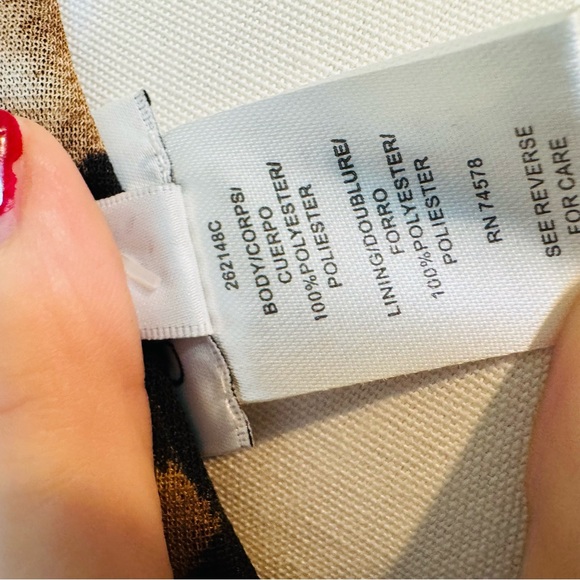 262148C
BODY/CORPS/
CUERPO
100%POLYESTER/
POLIESTER
LINING/DOUBLURE/
FORRO
100%POLYESTER/
POLIESTER
RN 74578
SEE REVERSE
FOR CARE